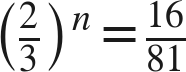 (2/3)^n = 16/81